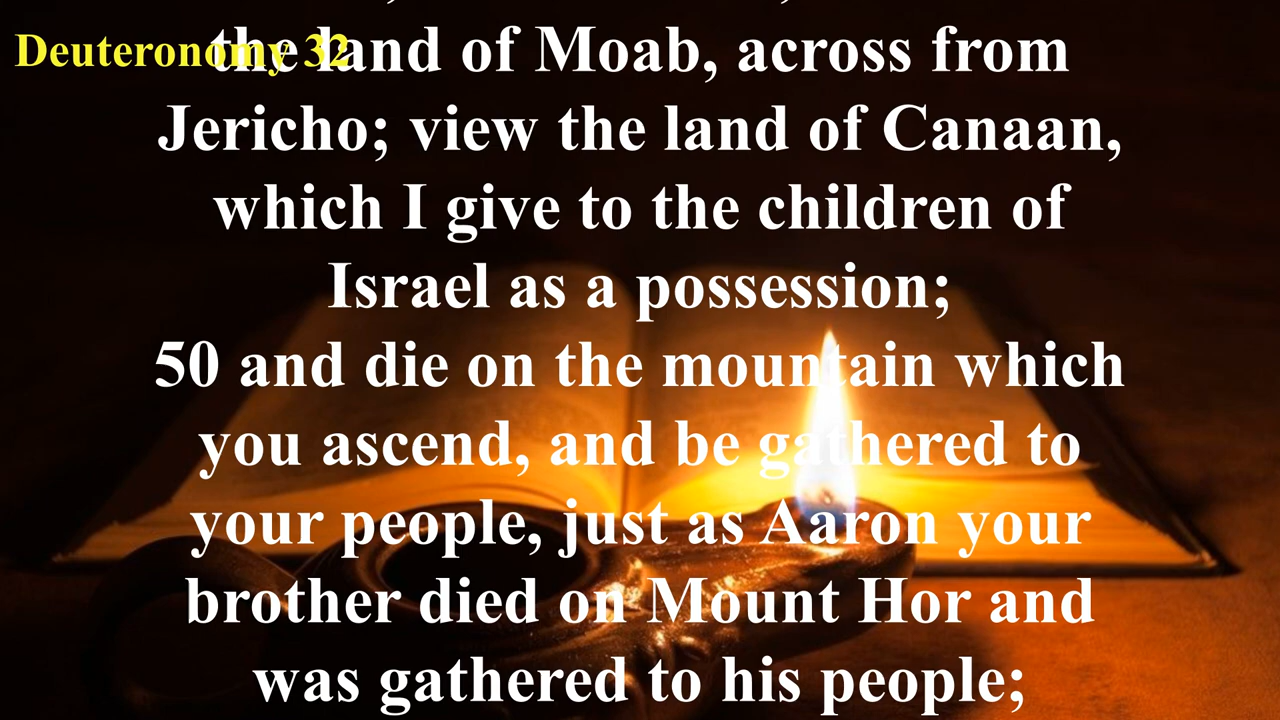 Deuteronomy 32
the land of Moab, across from
Jericho; view the land of Canaan,
which I give to the children of
Israel as a possession;
50 and die on the mountain which
you ascend, and be gathered to
your people, just as Aaron your
brother died on Mount Hor and
was gathered to his people;